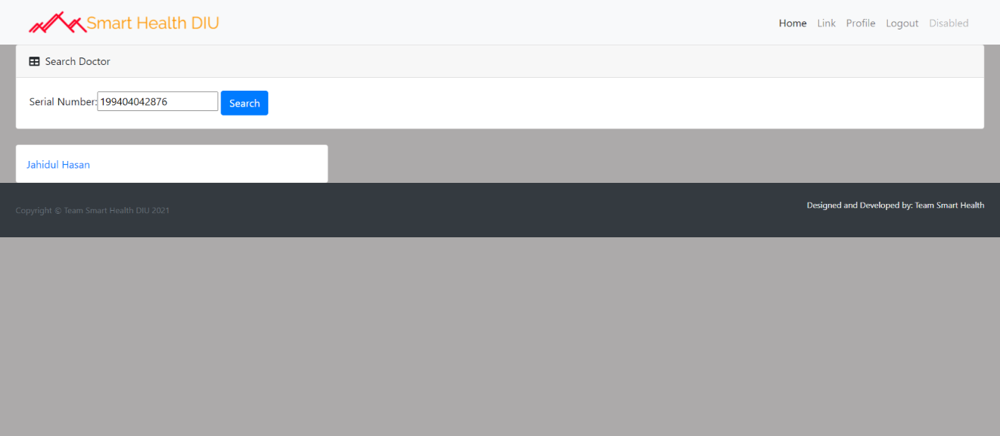 Smart Health DIU
Home Link Profile Logout Disabled
Search Doctor
Serial Number: 199404042876 Search
Jahidul Hasan
Copyright © Team Smart Health DIU 2021
Designed and Developed by: Team Smart Health